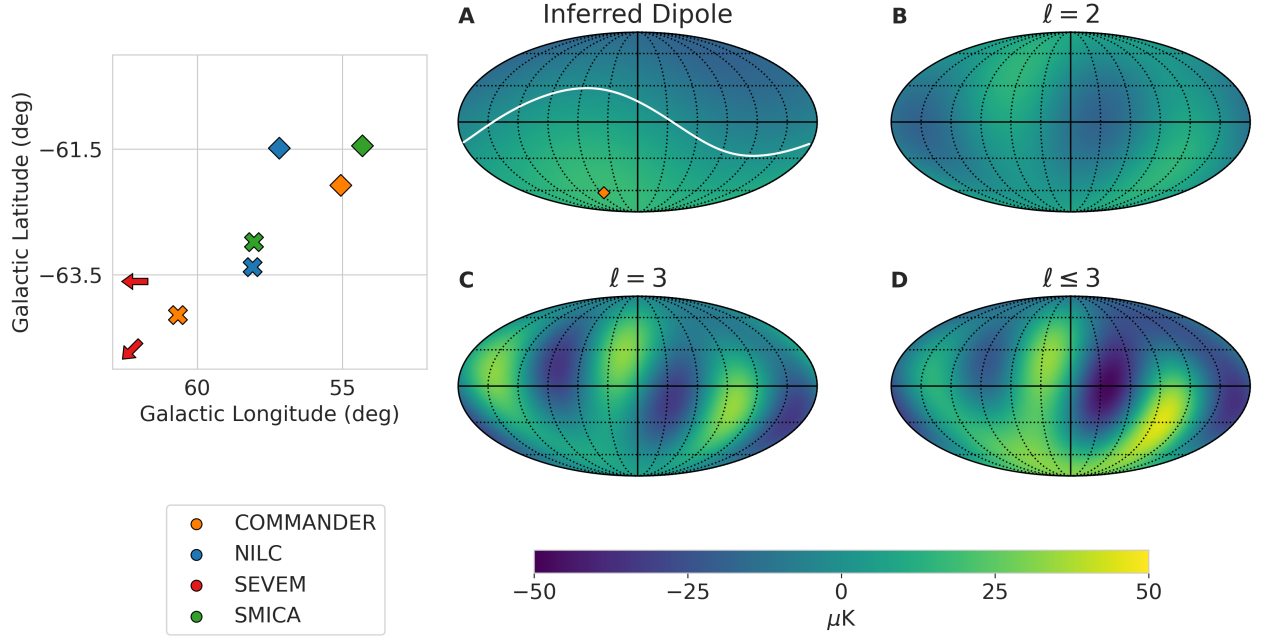 A
Inferred Dipole
B
ℓ = 2
Galactic Latitude (deg)
−61.5
−63.5
60
55
Galactic Longitude (deg)
C
ℓ = 3
D
ℓ ≤ 3
COMMANDER
NILC
SEVEM
SMICA
−50
−25
0
25
50
μK